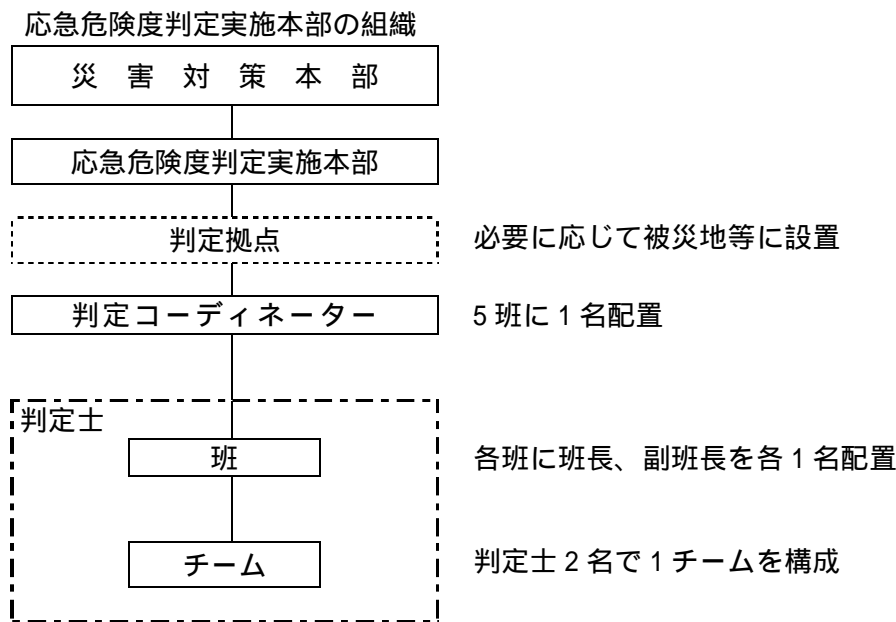 応急危険度判定実施本部の組織
災 害 対 策 本 部
応急危険度判定実施本部
判定拠点 必要に応じて被災地等に設置
判定コーディネーター 5班に1名配置
判定士
班 各班に班長、副班長を各1名配置
チーム 判定士2名で1チームを構成